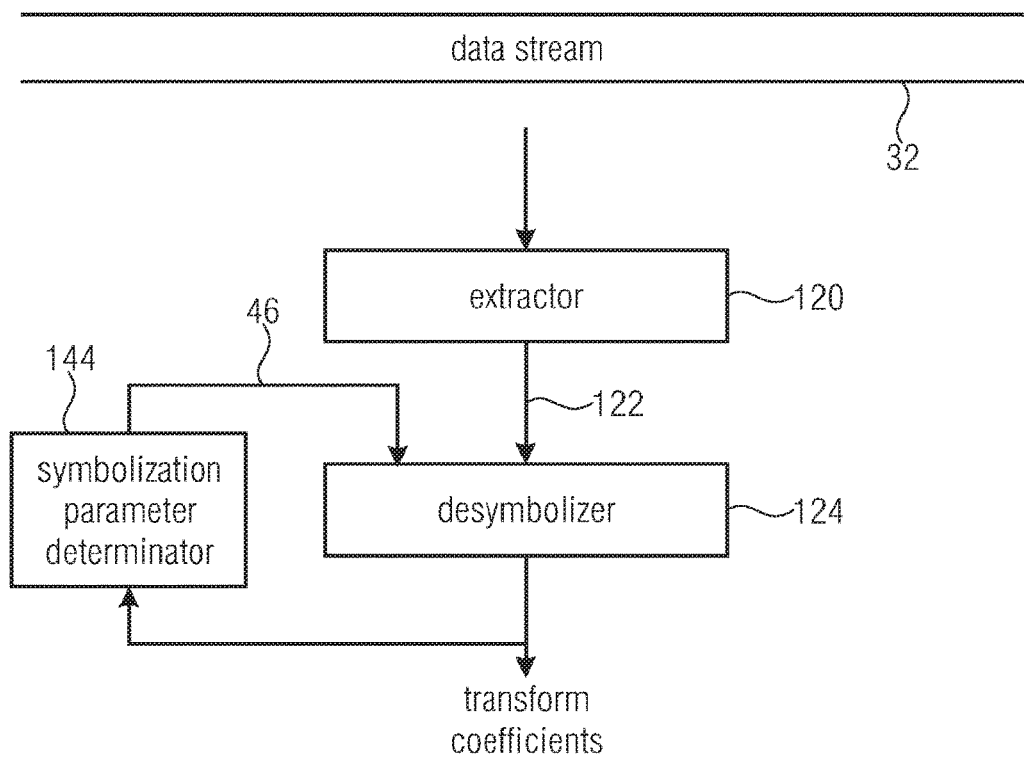 data stream
32
extractor
120
46
144
122
symbolization
parameter
determinator
desymbolizer
124
transform
coefficients